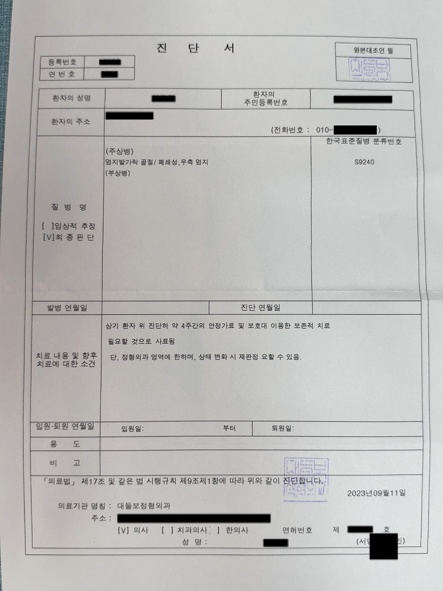 진 단 서
원본대조인 필
등록번호
연 번 호
환자의 성명
환자의
주민등록번호
환자의 주소
(전화번호 : 010- )
한국표준질병 분류번호
(주상병)
엄지발가락 골절/ 폐쇄성,우측 엄지
S9240
(부상병)
질 병 명
[ ]임상적 추정
[V]최 종 판 단
발병 연월일
진단 연월일
상기 환자 위 진단하 약 4주간의 안정가료 및 보호대 이용한 보존적 치료
필요할 것으로 사료됨
치료 내용 및 향후
치료에 대한 소견
단, 정형외과 영역에 한하며, 상태 변화 시 재판정 요할 수 있음.
입원·퇴원 연월일
입원일:
부터
퇴원일:
용 도
비 고
「의료법」 제17조 및 같은 법 시행규칙 제9조제1항에 따라 위와 같이 진단합니다.
2023년09월11일
의료기관 명칭 : 대들보정형외과
주소 :
[V] 의사 [ ] 치과의사 [ ] 한의사
면허번호
제 호
성 명 :